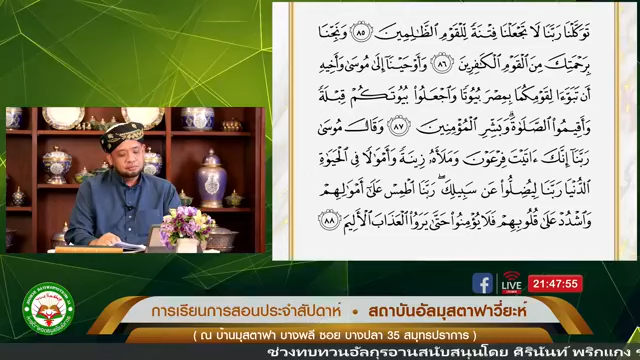 تَوَكَّلْنَا رَبَّنَا لَا تَجْعَلْنَا فِتْنَةً لِّلْقَوْمِ الظَّٰلِمِينَ ٨٥ وَنَجِّنَا
بِرَحْمَتِكَ مِنَ الْقَوْمِ الْكَٰفِرِينَ ٨٦ وَأَوْحَيْنَا إِلَىٰ مُوسَىٰ وَأَخِيهِ
أَن تَبَوَّءَا لِقَوْمِكُمَا بِمِصْرَ بُيُوتًا وَاجْعَلُوا بُيُوتَكُمْ قِبْلَةً
وَأَقِيمُوا الصَّلَوٰةَ ۗ وَبَشِّرِ الْمُؤْمِنِينَ ٨٧ وَقَالَ مُوسَىٰ
رَبَّنَا إِنَّكَ ءَاتَيْتَ فِرْعَوْنَ وَمَلَأَهُ زِينَةً وَأَمْوَٰلًا فِي الْحَيَوٰةِ
الدُّنْيَا رَبَّنَا لِيُضِلُّوا عَن سَبِيلِكَ ۖ رَبَّنَا اطْمِسْ عَلَىٰ أَمْوَٰلِهِمْ
وَاشْدُدْ عَلَىٰ قُلُوبِهِمْ فَلَا يُؤْمِنُوا حَتَّىٰ يَرَوُا الْعَذَابَ الْأَلِيمَ ٨٨
LIVE
21:47:55
การเรียนการสอนประจำสัปดาห์ • สถาบันอัลมุสตาฟาวียะห์
( ณ บ้านมุสตาฟา บางพลี ซอย บางปลา 35 สมุทรปราการ )
ช่วงทบทวนอัลกุรอานสนับสนุนโดย ศิรินันท์ พริกแกง